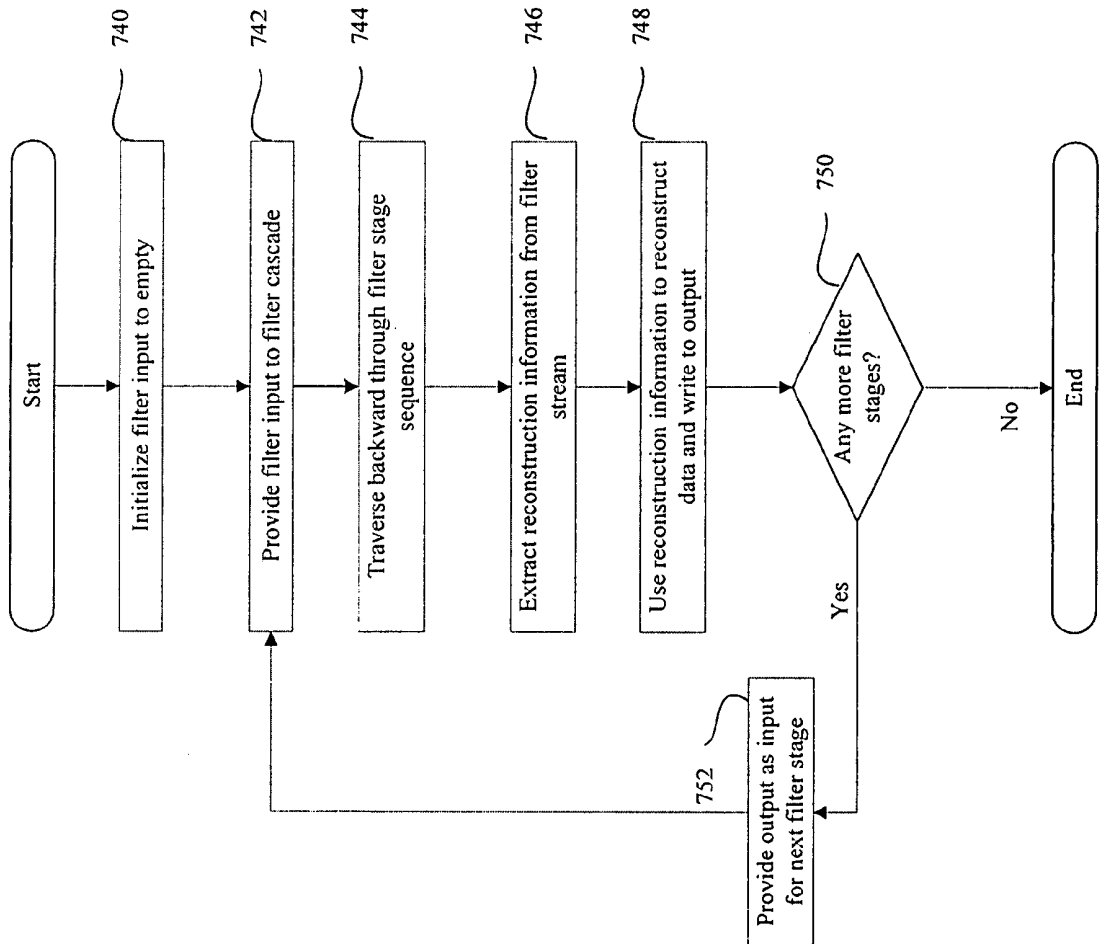 Start
740
Initialize filter input to empty
742
Provide filter input to filter cascade
744
Traverse backward through filter stage
sequence
746
Extract reconstruction information from filter
stream
748
Use reconstruction information to reconstruct
data and write to output
750
Any more filter
stages?
Yes
No
752
Provide output as input
for next filter stage
End